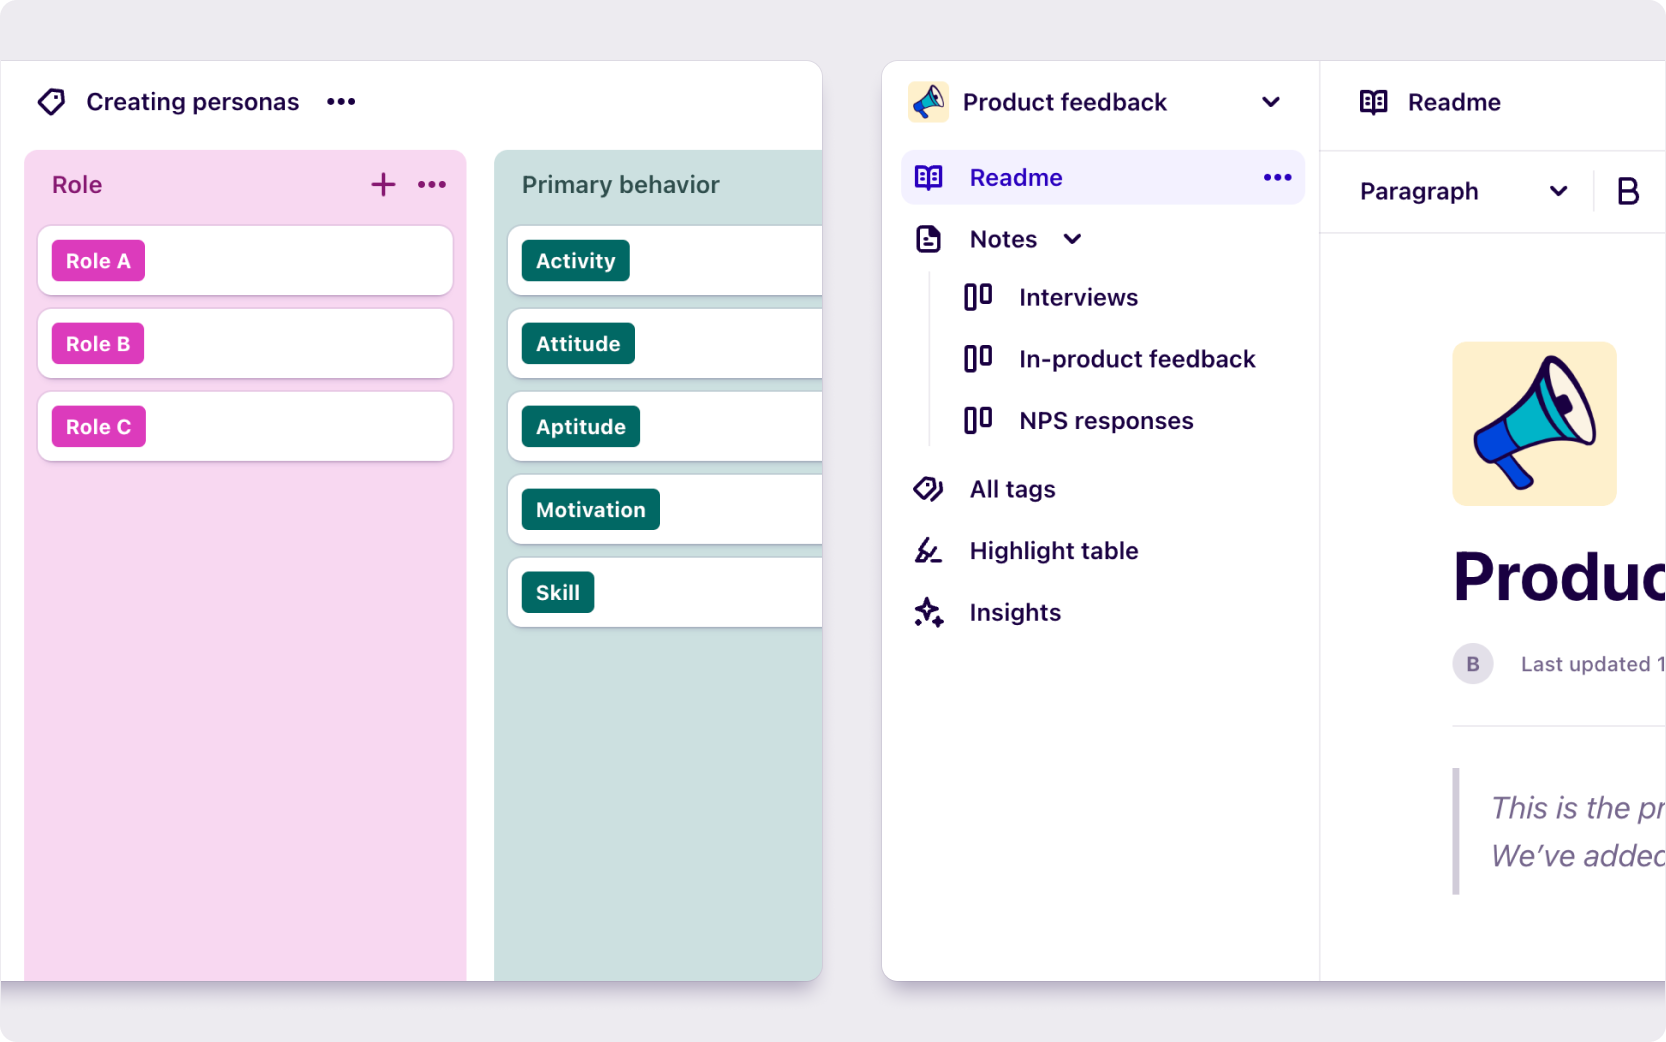 Creating personas
Role
Role A
Role B
Role C
Primary behavior
Activity
Attitude
Aptitude
Motivation
Skill
Product feedback
Readme
Notes
Interviews
In-product feedback
NPS responses
All tags
Highlight table
Insights
Readme
Paragraph
B
Produc
B
Last updated 1
This is the pr
We’ve added